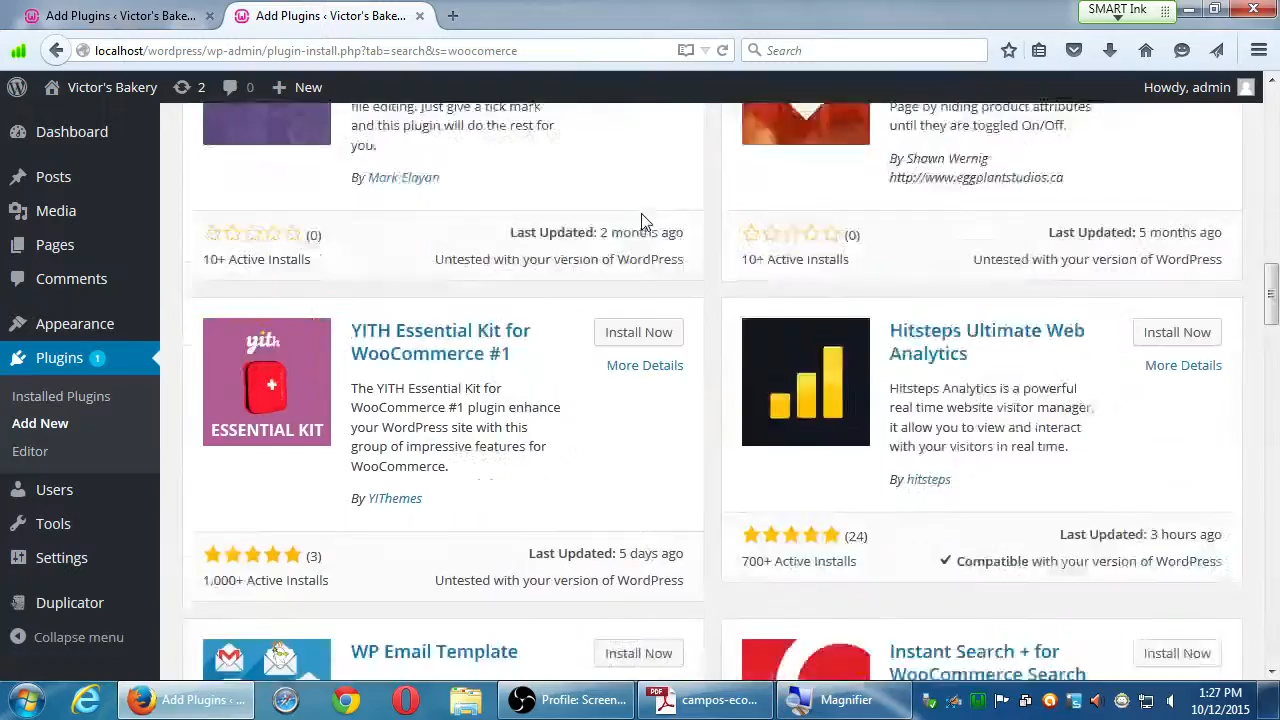 Add Plugins ‹ Victor's Bake...
Add Plugins ‹ Victor's Bake...
SMART Ink
localhost/wordpress/wp-admin/plugin-install.php?tab=search&s=woocomerce
Search
Victor's Bakery
2
0
New
Howdy, admin
Dashboard
Posts
Media
Pages
Comments
Appearance
Plugins 1
Installed Plugins
Add New
Editor
Users
Tools
Settings
Duplicator
Collapse menu
file editing. Just give a tick mark
and this plugin will do the rest for
you.
By Mark Elayan
(0)
Last Updated: 2 months ago
10+ Active Installs
Untested with your version of WordPress
Page by hiding product attributes
until they are toggled On/Off.
By Shawn Wernig
http://www.eggplantstudios.ca
(0)
Last Updated: 5 months ago
10+ Active Installs
Untested with your version of WordPress
yith
ESSENTIAL KIT
YITH Essential Kit for
WooCommerce #1
Install Now
More Details
The YITH Essential Kit for
WooCommerce #1 plugin enhance
your WordPress site with this
group of impressive features for
WooCommerce.
By YIThemes
(3)
Last Updated: 5 days ago
1,000+ Active Installs
Untested with your version of WordPress
Hitsteps Ultimate Web
Analytics
Install Now
More Details
Hitsteps Analytics is a powerful
real time website visitor manager,
it allow you to view and interact
with your visitors in real time.
By hitsteps
(24)
Last Updated: 3 hours ago
700+ Active Installs
Compatible with your version of WordPress
WP Email Template
Install Now
Instant Search + for
WooCommerce Search
Install Now
Add Plugins ‹ ...
Profile: Screen...
PDF
campos-eco...
Magnifier
1:27 PM
10/12/2015